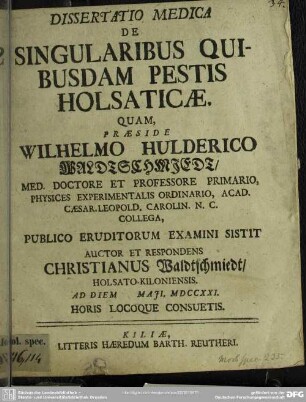 DISSERTATIO MEDICA
DE
SINGULARIBUS QUI-
BUSDAM PESTIS
HOLSATICÆ.
QUAM,
PRÆSIDE
WILHELMO HULDERICO
WALDTSCHMIEDT/
MED. DOCTORE ET PROFESSORE PRIMARIO,
PHYSICES EXPERIMENTALIS ORDINARIO, ACAD.
CÆSAR. LEOPOLD. CAROLIN. N. C.
COLLEGA,
PUBLICO ERUDITORUM EXAMINI SISTIT
AUCTOR ET RESPONDENS
CHRISTIANUS Waldtschmiedt/
HOLSATO-KILONIENSIS.
AD DIEM MAJI, MDCCXXI.
HORIS LOCOQUE CONSUETIS.
KILIÆ,
LITTERIS HÆREDUM BARTH. REUTHERI.
DFG